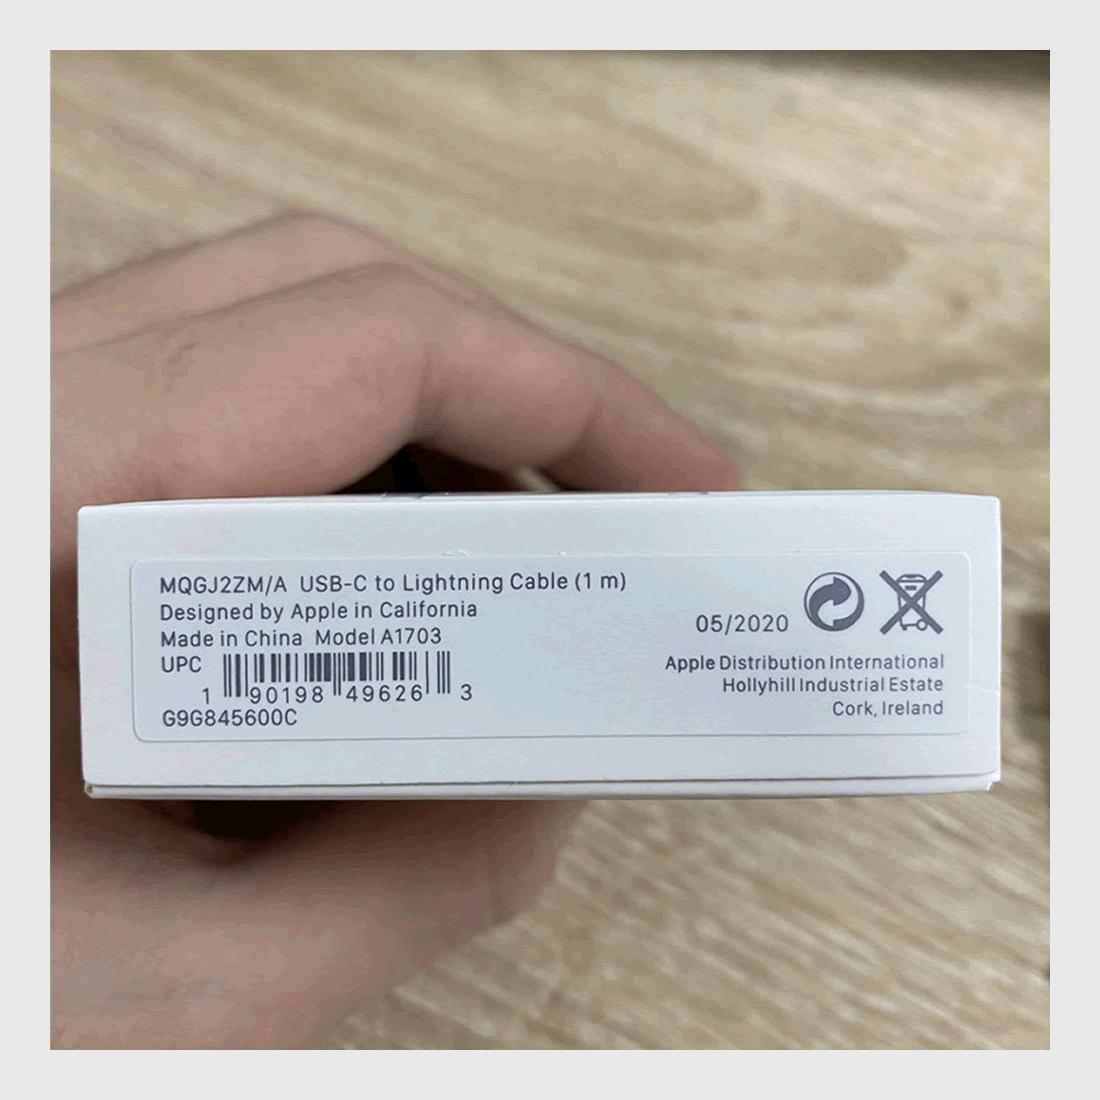 MQGJ2ZM/A USB-C to Lightning Cable (1 m)
Designed by Apple in California
Made in China Model A1703
UPC
1 90198 49626 3
G9G845600C
05/2020
Apple Distribution International
Hollyhill Industrial Estate
Cork, Ireland